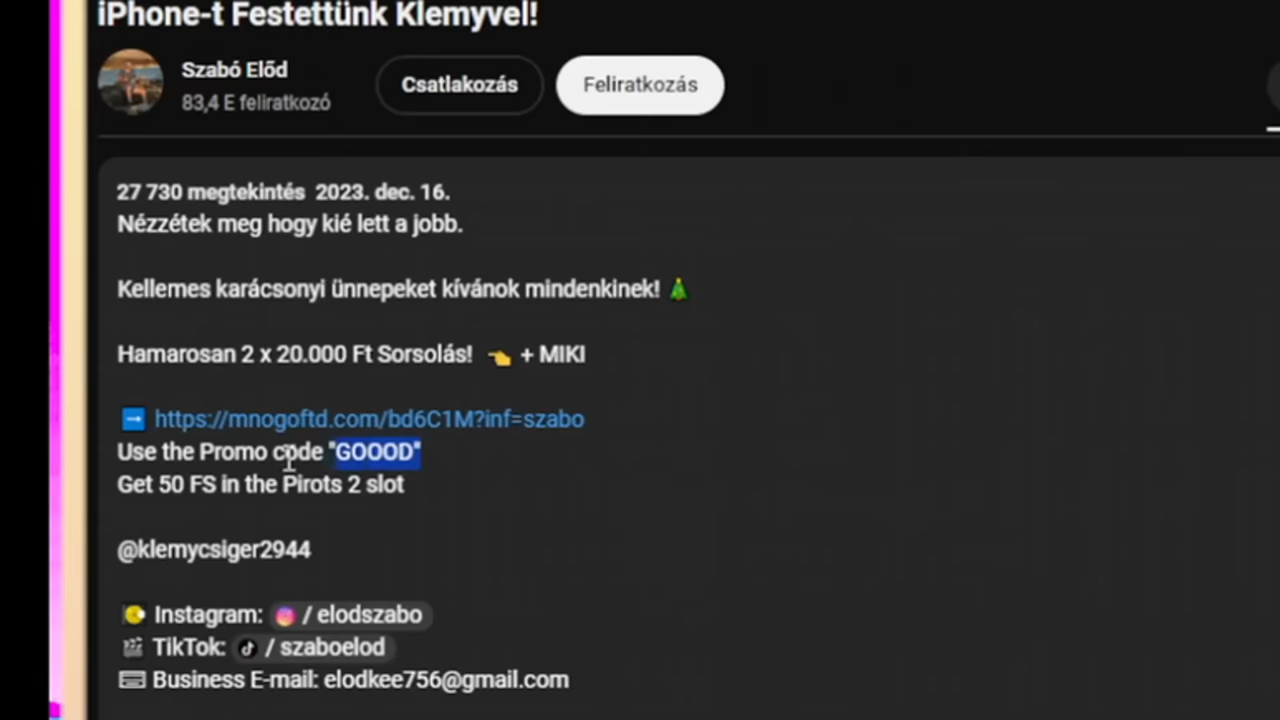 iPhone-t Festettünk Klemyvel!
Szabó Előd
83,4 E feliratkozó
Csatlakozás
Feliratkozás
27 730 megtekintés 2023. dec. 16.
Nézzétek meg hogy kié lett a jobb.
Kellemes karácsonyi ünnepeket kívánok mindenkinek! 🎄
Hamarosan 2 x 20.000 Ft Sorsolás! 👈 + MIKI
➡️ https://mnogoftd.com/bd6C1M?inf=szabo
Use the Promo code "GOOOD"
Get 50 FS in the Pirots 2 slot
@klemycsiger2944
Instagram: / elodszabo
TikTok: / szaboelod
Business E-mail: elodkee756@gmail.com